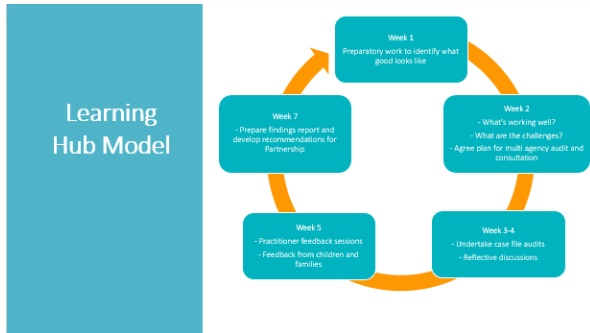 Learning
Hub Model
Week 1
Preparatory work to identify what
good looks like
Week 2
- What's working well?
- What are the challenges?
- Agree plan for multi agency audit and
consultation
Week 3-4
- Undertake case file audits
- Reflective discussions
Week 5
- Practitioner feedback sessions
- Feedback from children and
families
Week 7
- Prepare findings report and
develop recommendations for
Partnership